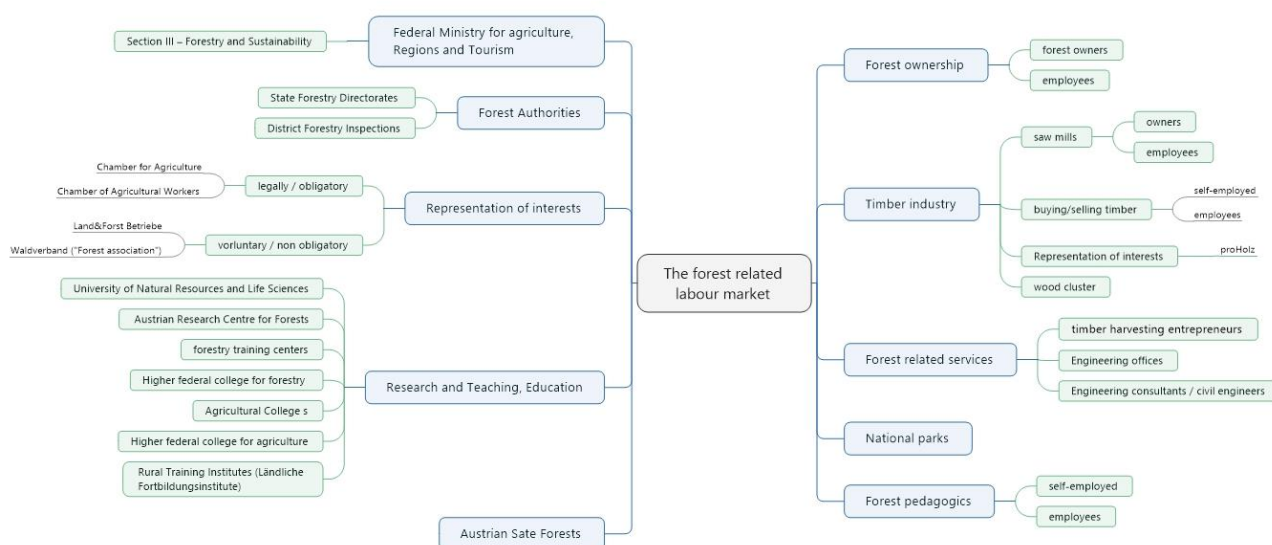 The forest related
labour market
Federal Ministry for agriculture,
Regions and Tourism
Section III – Forestry and Sustainability
Forest Authorities
State Forestry Directorates
District Forestry Inspections
Representation of interests
legally / obligatory
Chamber for Agriculture
Chamber of Agricultural Workers
vorluntary / non obligatory
Land&Forst Betriebe
Waldverband ("Forest association")
Research and Teaching, Education
University of Natural Resources and Life Sciences
Austrian Research Centre for Forests
forestry training centers
Higher federal college for forestry
Agricultural College s
Higher federal college for agriculture
Rural Training Institutes (Ländliche
Fortbildungsinstitute)
Austrian Sate Forests
Forest ownership
forest owners
employees
Timber industry
saw mills
owners
employees
buying/selling timber
self-employed
employees
Representation of interests
proHolz
wood cluster
Forest related services
timber harvesting entrepreneurs
Engineering offices
Engineering consultants / civil engineers
National parks
Forest pedagogics
self-employed
employees